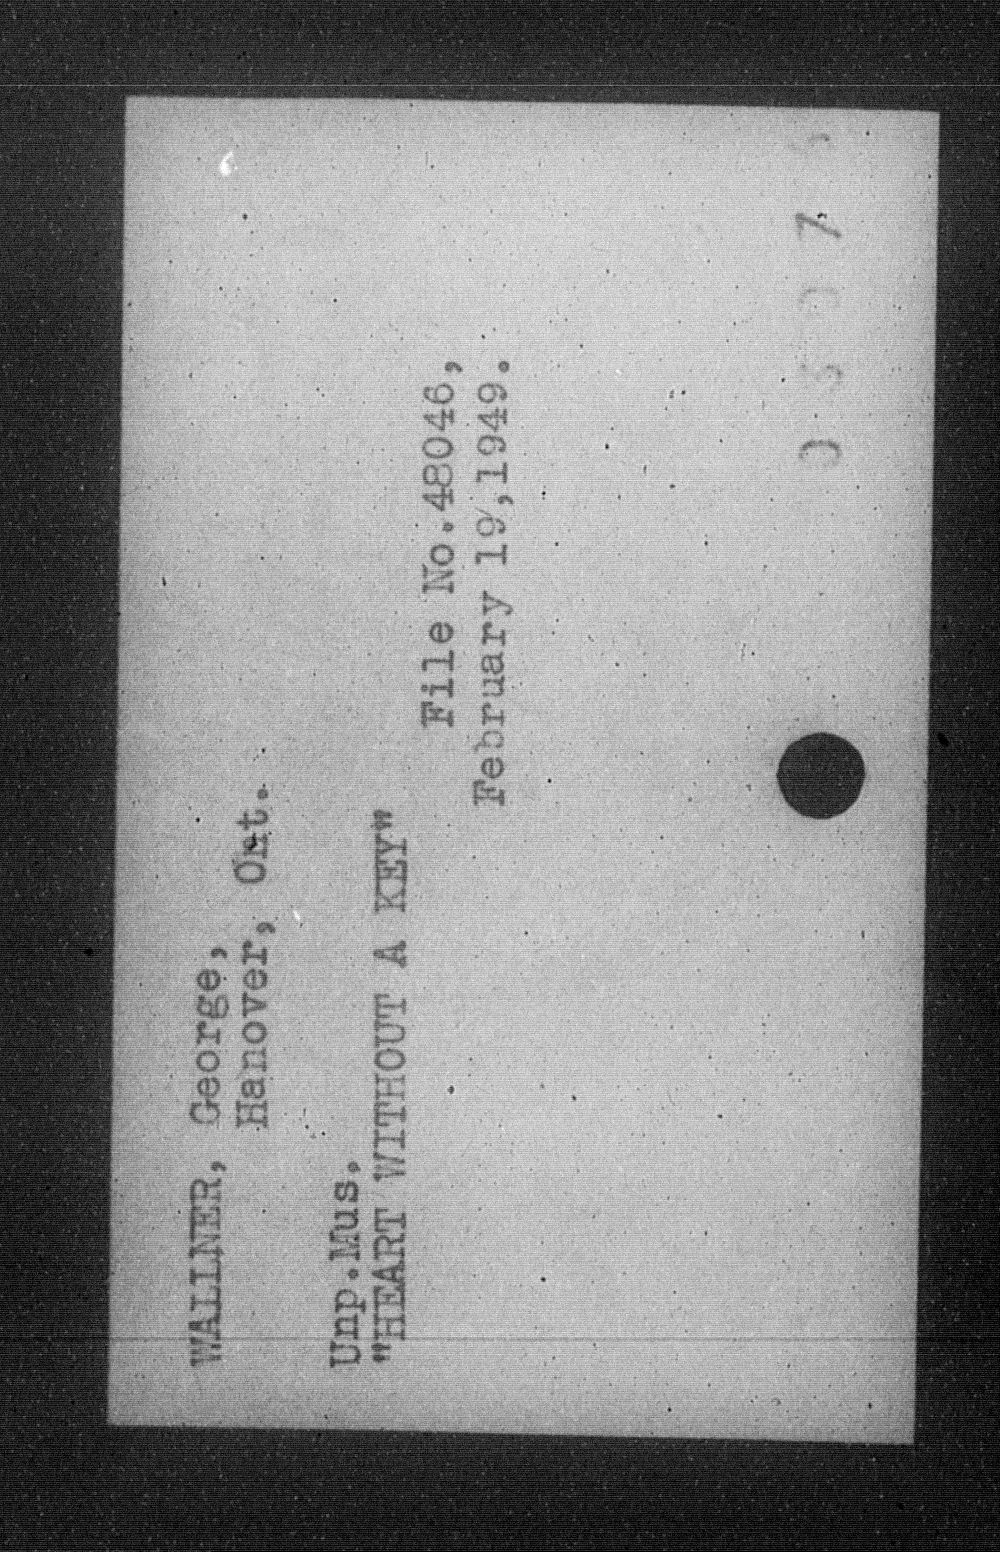 WALLNER, George,
Hanover, Ont.
Unp.Mus.
"HEART WITHOUT A KEY"
File No.48046,
February 19,1949.